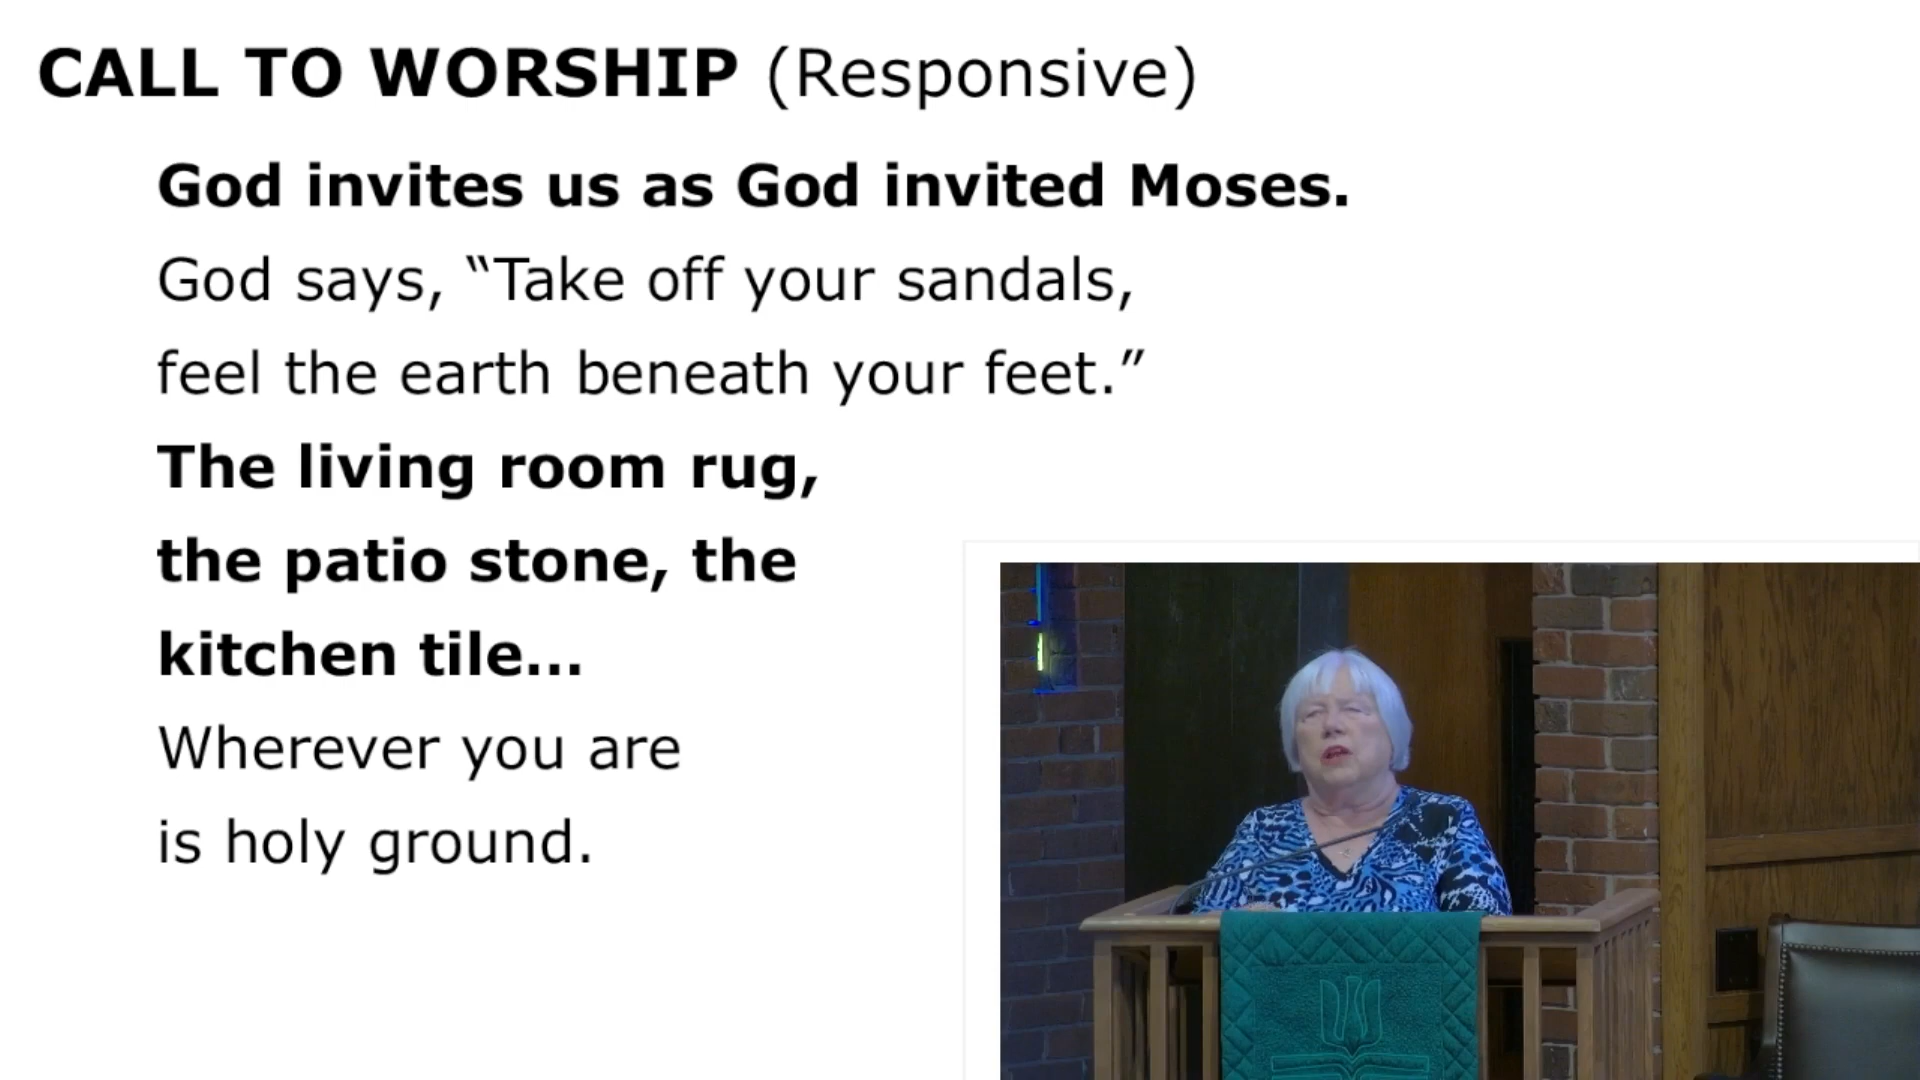 CALL TO WORSHIP (Responsive)
God invites us as God invited Moses.
God says, “Take off your sandals,
feel the earth beneath your feet.”
The living room rug,
the patio stone, the
kitchen tile...
Wherever you are
is holy ground.